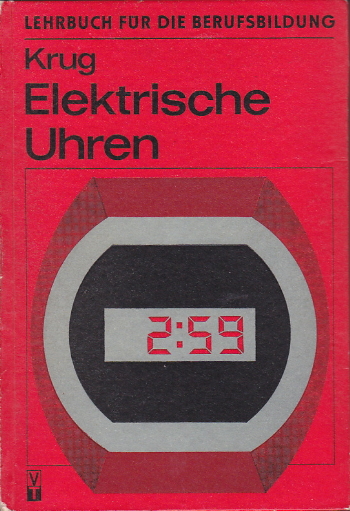 LEHRBUCH FÜR DIE BERUFSBILDUNG
Krug
Elektrische
Uhren
2:59
VT